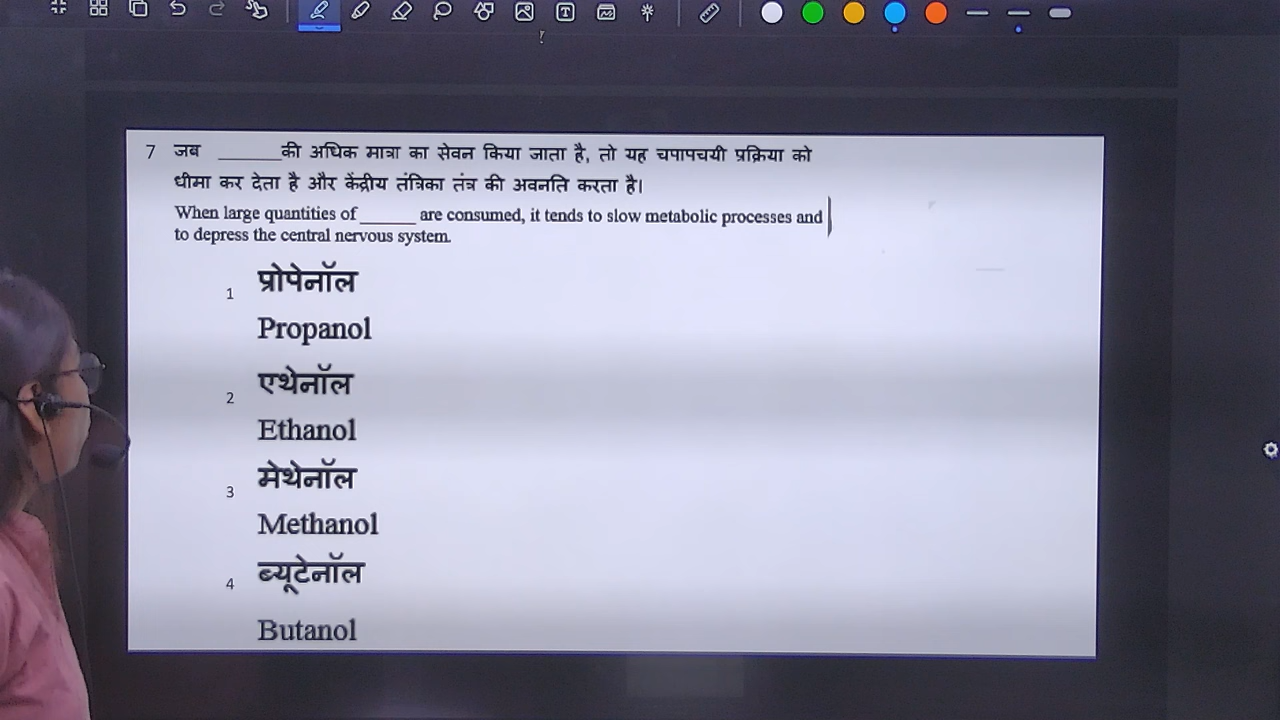 7 जब ______की अधिक मात्रा का सेवन किया जाता है, तो यह चपापचयी प्रक्रिया को
धीमा कर देता है और केंद्रीय तंत्रिका तंत्र की अवनति करता है।
When large quantities of ______ are consumed, it tends to slow metabolic processes and
to depress the central nervous system.
1 प्रोपेनॉल
Propanol
2 एथेनॉल
Ethanol
3 मेथेनॉल
Methanol
4 ब्यूटेनॉल
Butanol